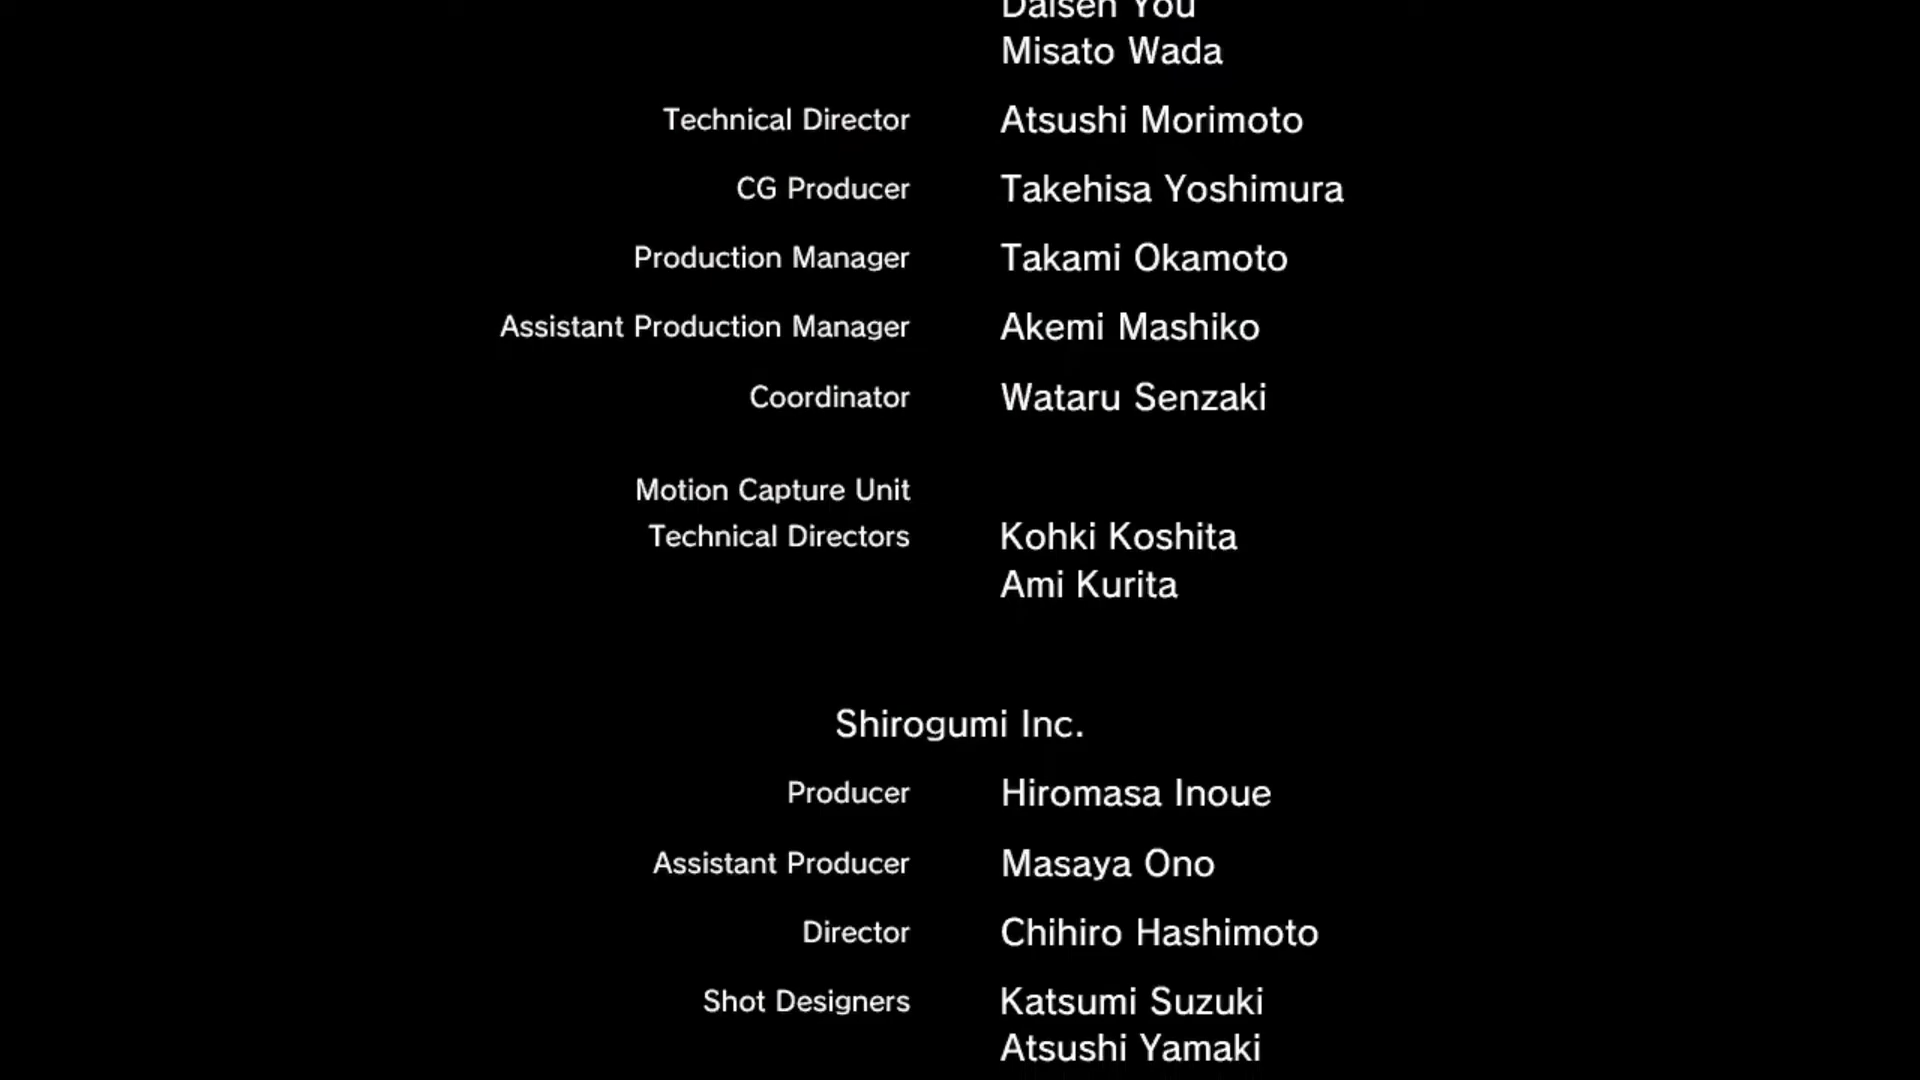 Daisen You
Misato Wada
Technical Director Atsushi Morimoto
CG Producer Takehisa Yoshimura
Production Manager Takami Okamoto
Assistant Production Manager Akemi Mashiko
Coordinator Wataru Senzaki
Motion Capture Unit
Technical Directors Kohki Koshita
Ami Kurita
Shirogumi Inc.
Producer Hiromasa Inoue
Assistant Producer Masaya Ono
Director Chihiro Hashimoto
Shot Designers Katsumi Suzuki
Atsushi Yamaki